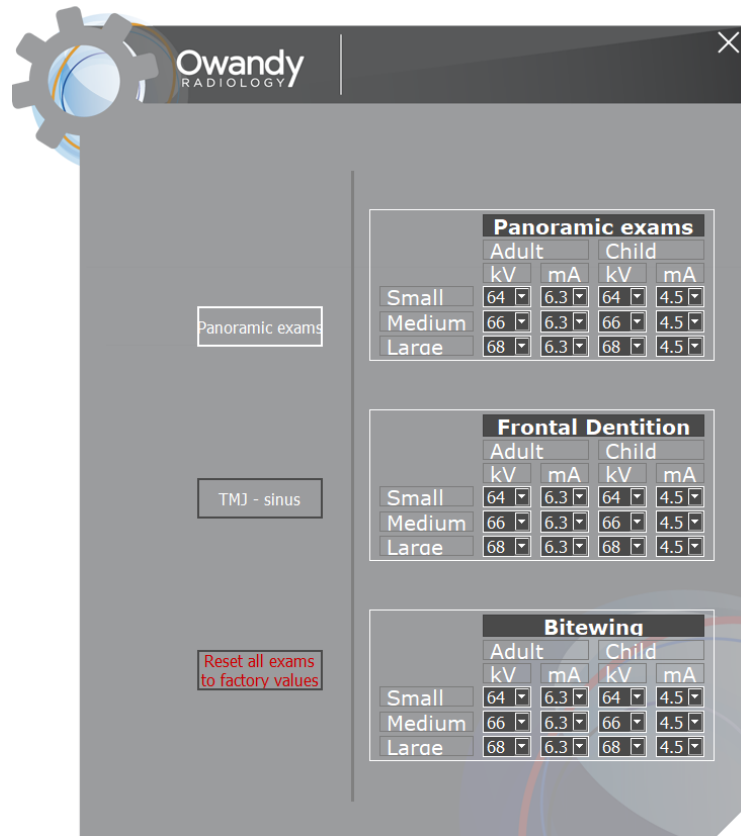 Owandy
RADIOLOGY
Panoramic exams
TMJ - sinus
Reset all exams
to factory values
Panoramic exams
Adult Child
kV mA kV mA
Small 64 6.3 64 4.5
Medium 66 6.3 66 4.5
Large 68 6.3 68 4.5
Frontal Dentition
Adult Child
kV mA kV mA
Small 64 6.3 64 4.5
Medium 66 6.3 66 4.5
Large 68 6.3 68 4.5
Bitewing
Adult Child
kV mA kV mA
Small 64 6.3 64 4.5
Medium 66 6.3 66 4.5
Large 68 6.3 68 4.5